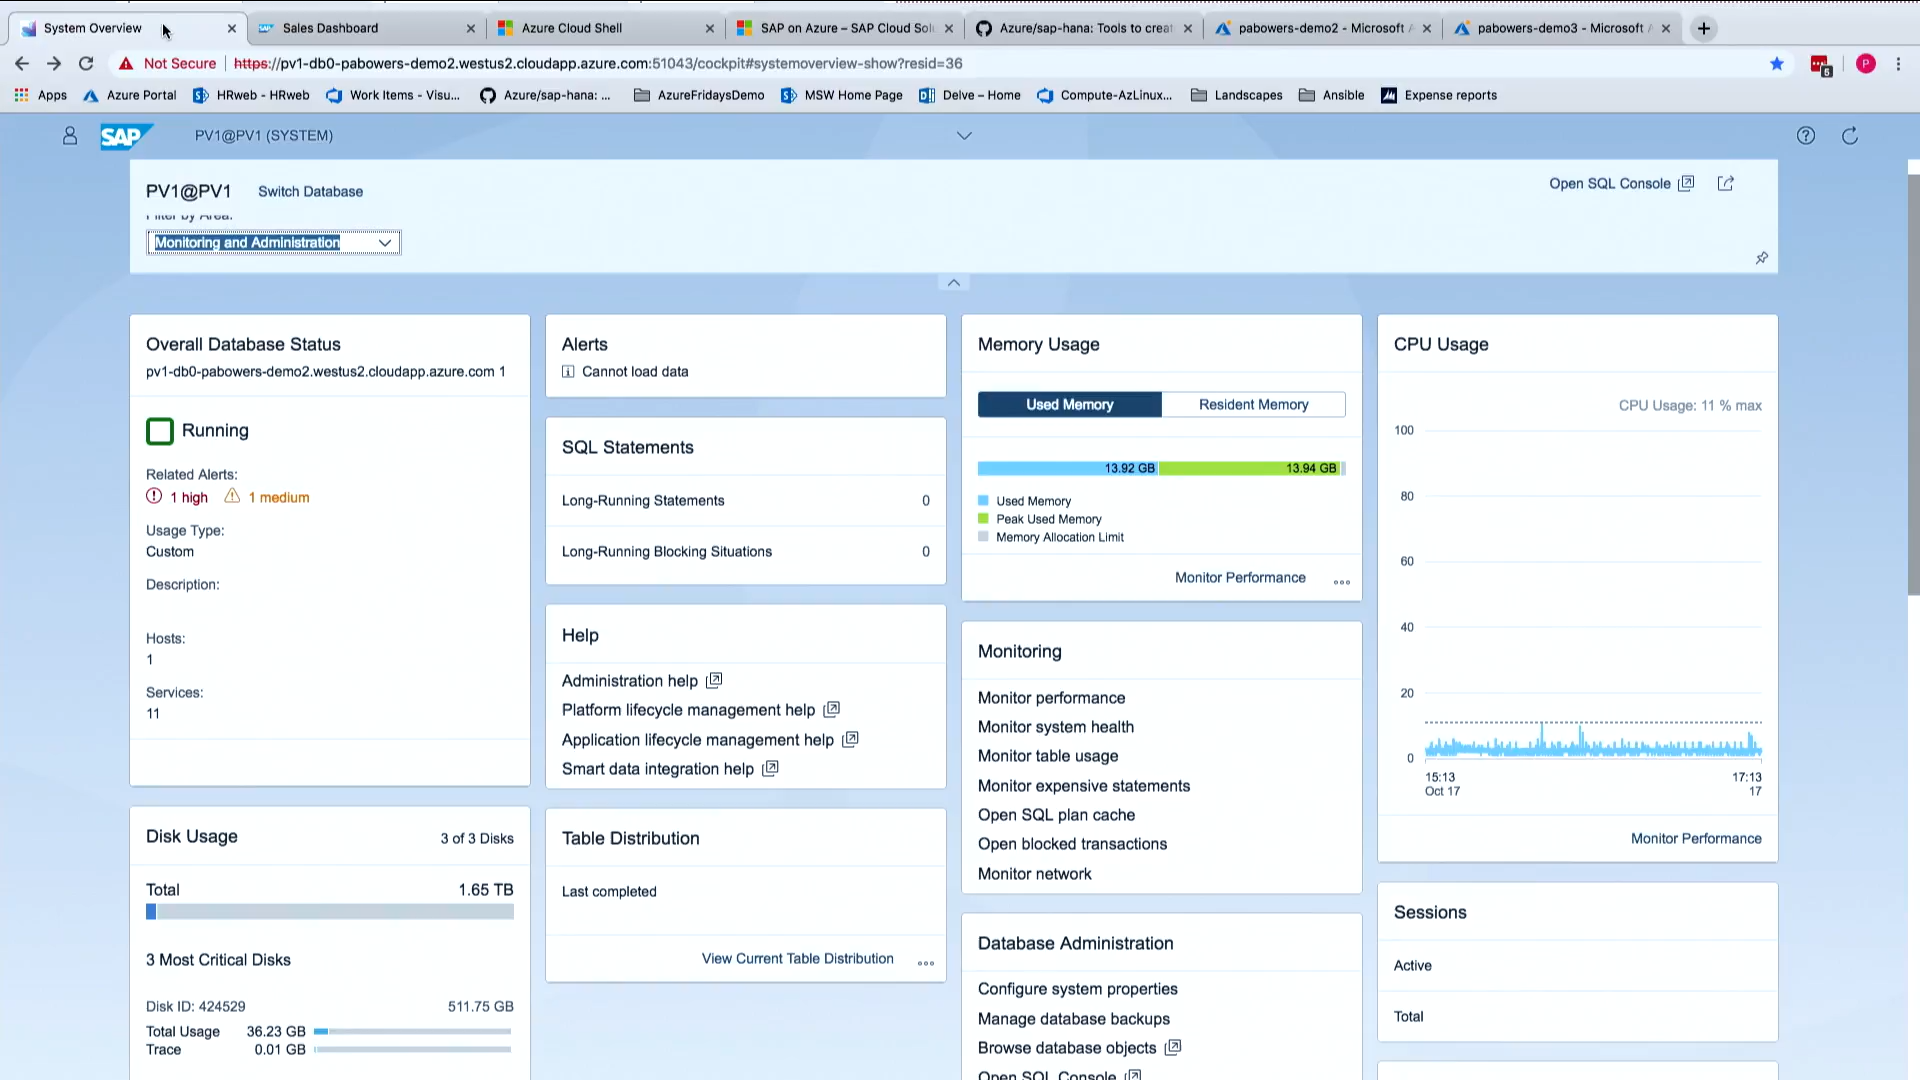 System Overview
Sales Dashboard
Azure Cloud Shell
SAP on Azure – SAP Cloud Sol
Azure/sap-hana: Tools to creat
pabowers-demo2 - Microsoft A
pabowers-demo3 - Microsoft A
Not Secure https://pv1-db0-pabowers-demo2.westus2.cloudapp.azure.com:51043/cockpit#systemoverview-show?resid=36
5
P
Apps
Azure Portal
HRweb - HRweb
Work Items - Visu...
Azure/sap-hana: ...
AzureFridaysDemo
MSW Home Page
Delve – Home
Compute-AzLinux...
Landscapes
Ansible
Expense reports
SAP
PV1@PV1 (SYSTEM)
PV1@PV1
Switch Database
Open SQL Console
Filter by Area:
Monitoring and Administration
Overall Database Status
pv1-db0-pabowers-demo2.westus2.cloudapp.azure.com 1
Running
Related Alerts:
1 high
1 medium
Usage Type:
Custom
Description:
Hosts:
1
Services:
11
Disk Usage
3 of 3 Disks
Total
1.65 TB
3 Most Critical Disks
Disk ID: 424529
511.75 GB
Total Usage
36.23 GB
Trace
0.01 GB
Alerts
Cannot load data
SQL Statements
Long-Running Statements
0
Long-Running Blocking Situations
0
Help
Administration help
Platform lifecycle management help
Application lifecycle management help
Smart data integration help
Table Distribution
Last completed
View Current Table Distribution
Memory Usage
Used Memory
Resident Memory
13.92 GB
13.94 GB
Used Memory
Peak Used Memory
Memory Allocation Limit
Monitor Performance
Monitoring
Monitor performance
Monitor system health
Monitor table usage
Monitor expensive statements
Open SQL plan cache
Open blocked transactions
Monitor network
Database Administration
Configure system properties
Manage database backups
Browse database objects
Open SQL Console
CPU Usage
CPU Usage: 11 % max
100
80
60
40
20
0
15:13
17:13
Oct 17
17
Monitor Performance
Sessions
Active
Total